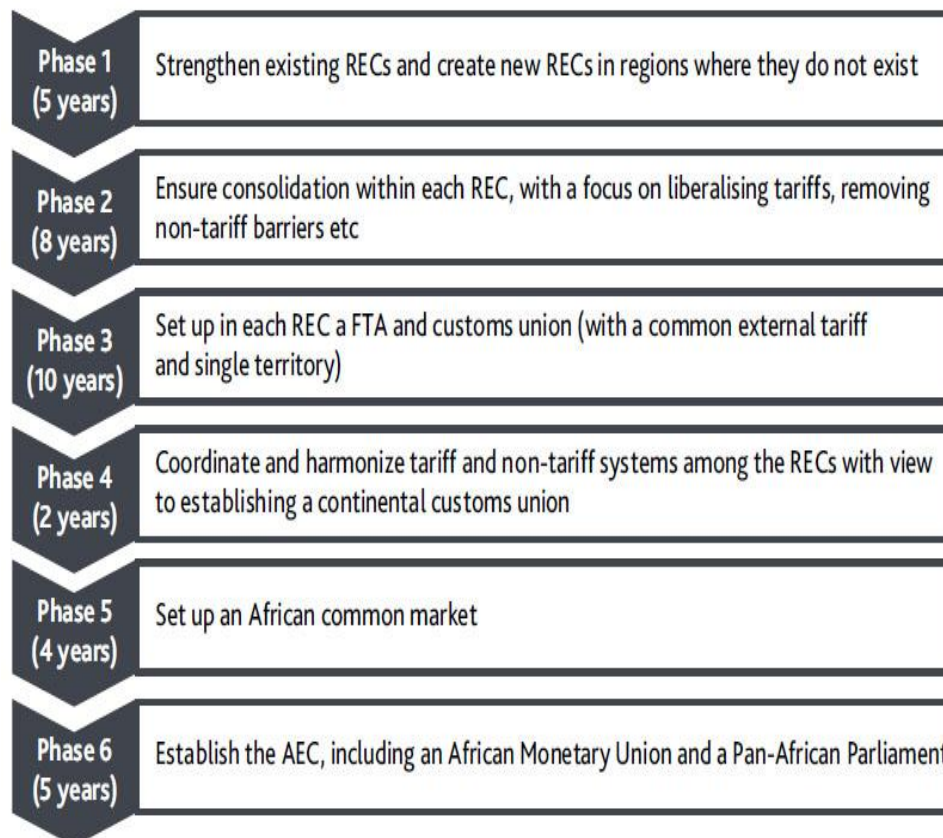 Phase 1
(5 years)
Strengthen existing RECs and create new RECs in regions where they do not exist
Phase 2
(8 years)
Ensure consolidation within each REC, with a focus on liberalising tariffs, removing
non-tariff barriers etc
Phase 3
(10 years)
Set up in each REC a FTA and customs union (with a common external tariff
and single territory)
Phase 4
(2 years)
Coordinate and harmonize tariff and non-tariff systems among the RECs with view
to establishing a continental customs union
Phase 5
(4 years)
Set up an African common market
Phase 6
(5 years)
Establish the AEC, including an African Monetary Union and a Pan-African Parliament